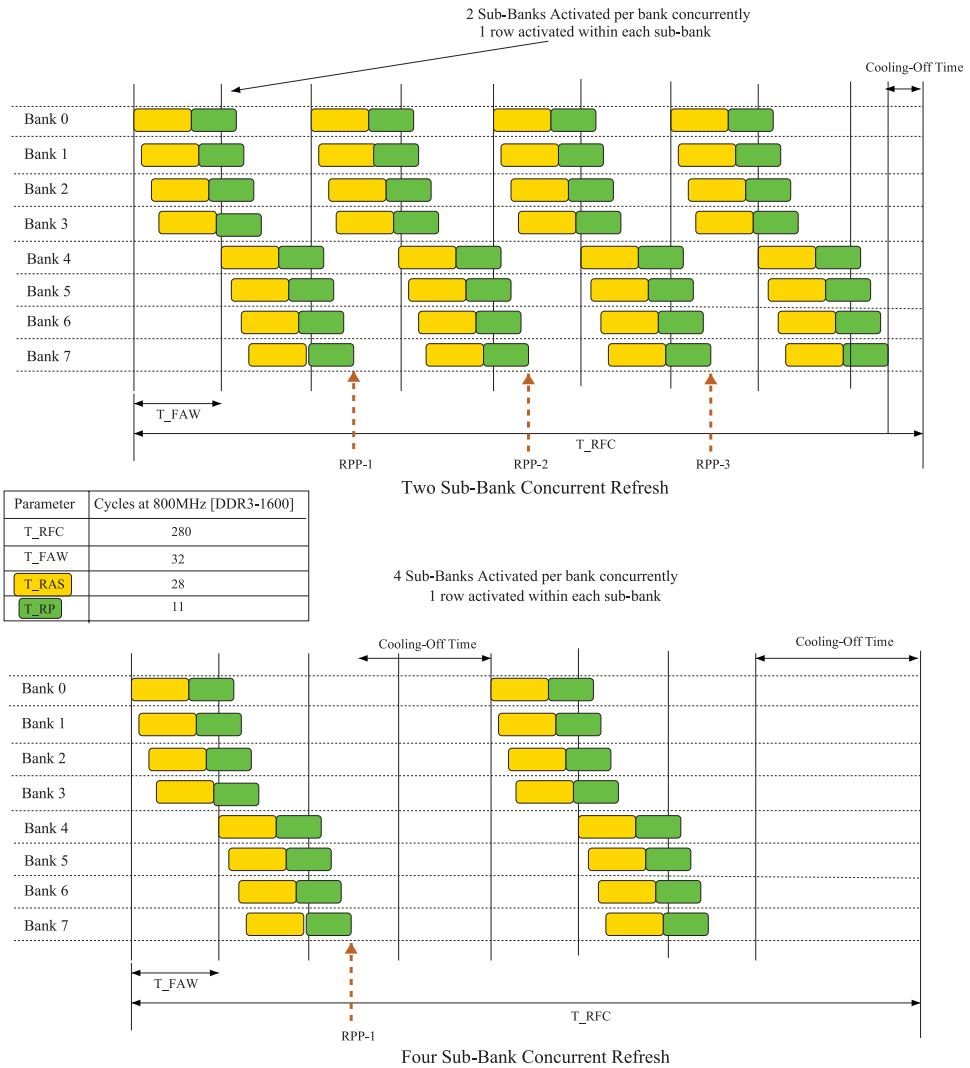 2 Sub-Banks Activated per bank concurrently
1 row activated within each sub-bank
Cooling-Off Time
Bank 0
Bank 1
Bank 2
Bank 3
Bank 4
Bank 5
Bank 6
Bank 7
T_FAW
T_RFC
RPP-1
RPP-2
RPP-3
Two Sub-Bank Concurrent Refresh
Parameter Cycles at 800MHz [DDR3-1600]
T_RFC 280
T_FAW 32
T_RAS 28
T_RP 11
4 Sub-Banks Activated per bank concurrently
1 row activated within each sub-bank
Cooling-Off Time
Cooling-Off Time
Bank 0
Bank 1
Bank 2
Bank 3
Bank 4
Bank 5
Bank 6
Bank 7
T_FAW
T_RFC
RPP-1
Four Sub-Bank Concurrent Refresh